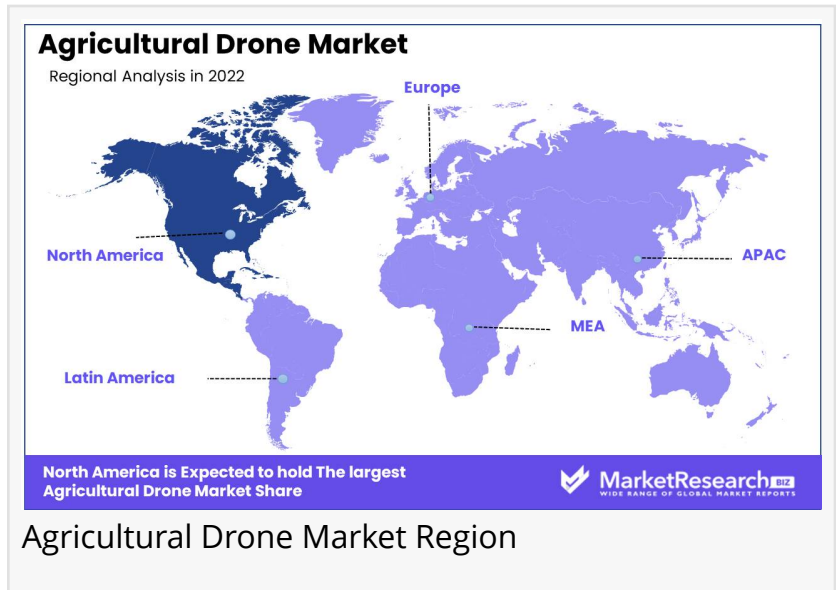 Agricultural Drone Market
Regional Analysis in 2022
Europe
North America
APAC
MEA
Latin America
North America is Expected to hold The largest
Agricultural Drone Market Share
MarketResearch BIZ
WIDE RANGE OF GLOBAL MARKET REPORTS
Agricultural Drone Market Region